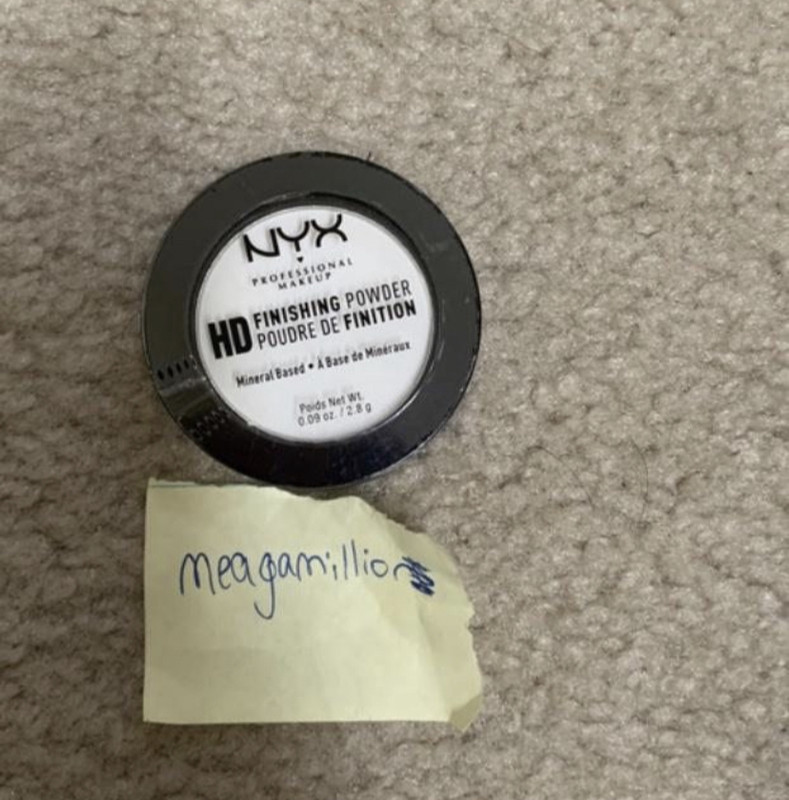 NYX
PROFESSIONAL
MAKEUP
HD FINISHING POWDER
POUDRE DE FINITION
Mineral Based • À Base de Minéraux
Poids Net Wt.
0.09 oz. / 2.8 g
meagamillion